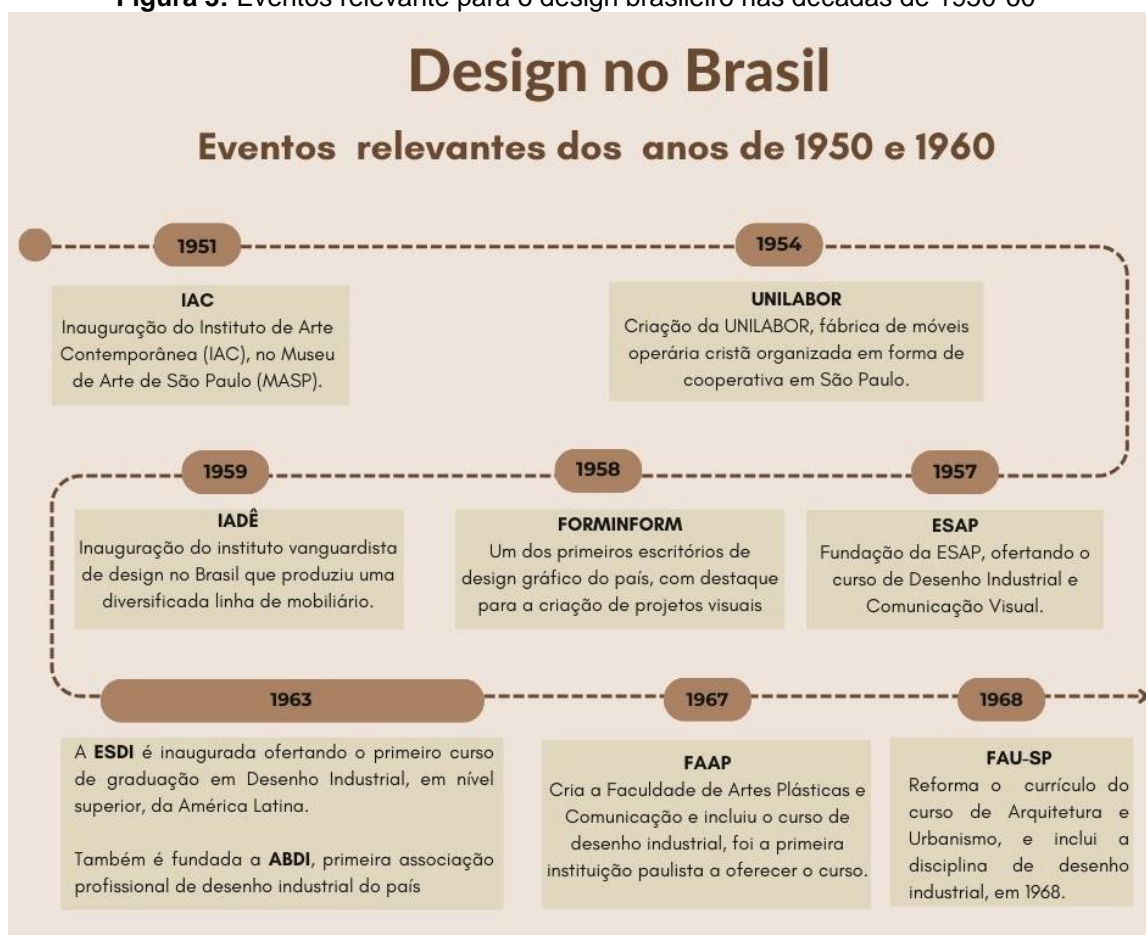 Figura 3: Eventos relevante para o design brasileiro nas décadas de 1950-60
Design no Brasil
Eventos relevantes dos anos de 1950 e 1960
1951
IAC
Inauguração do Instituto de Arte
Contemporânea (IAC), no Museu
de Arte de São Paulo (MASP).
1954
UNILABOR
Criação da UNILABOR, fábrica de móveis
operária cristã organizada em forma de
cooperativa em São Paulo.
1959
IADÊ
Inauguração do instituto vanguardista
de design no Brasil que produziu uma
diversificada linha de mobiliário.
1958
FORMINFORM
Um dos primeiros escritórios de
design gráfico do país, com destaque
para a criação de projetos visuais
1957
ESAP
Fundação da ESAP, ofertando o
curso de Desenho Industrial e
Comunicação Visual.
1963
A ESDI é inaugurada ofertando o primeiro curso
de graduação em Desenho Industrial, em nível
superior, da América Latina.
Também é fundada a ABDI, primeira associação
profissional de desenho industrial do país
1967
FAAP
Cria a Faculdade de Artes Plásticas e
Comunicação e incluiu o curso de
desenho industrial, foi a primeira
instituição paulista a oferecer o curso.
1968
FAU-SP
Reforma o currículo do
curso de Arquitetura e
Urbanismo, e inclui a
disciplina de desenho
industrial, em 1968.